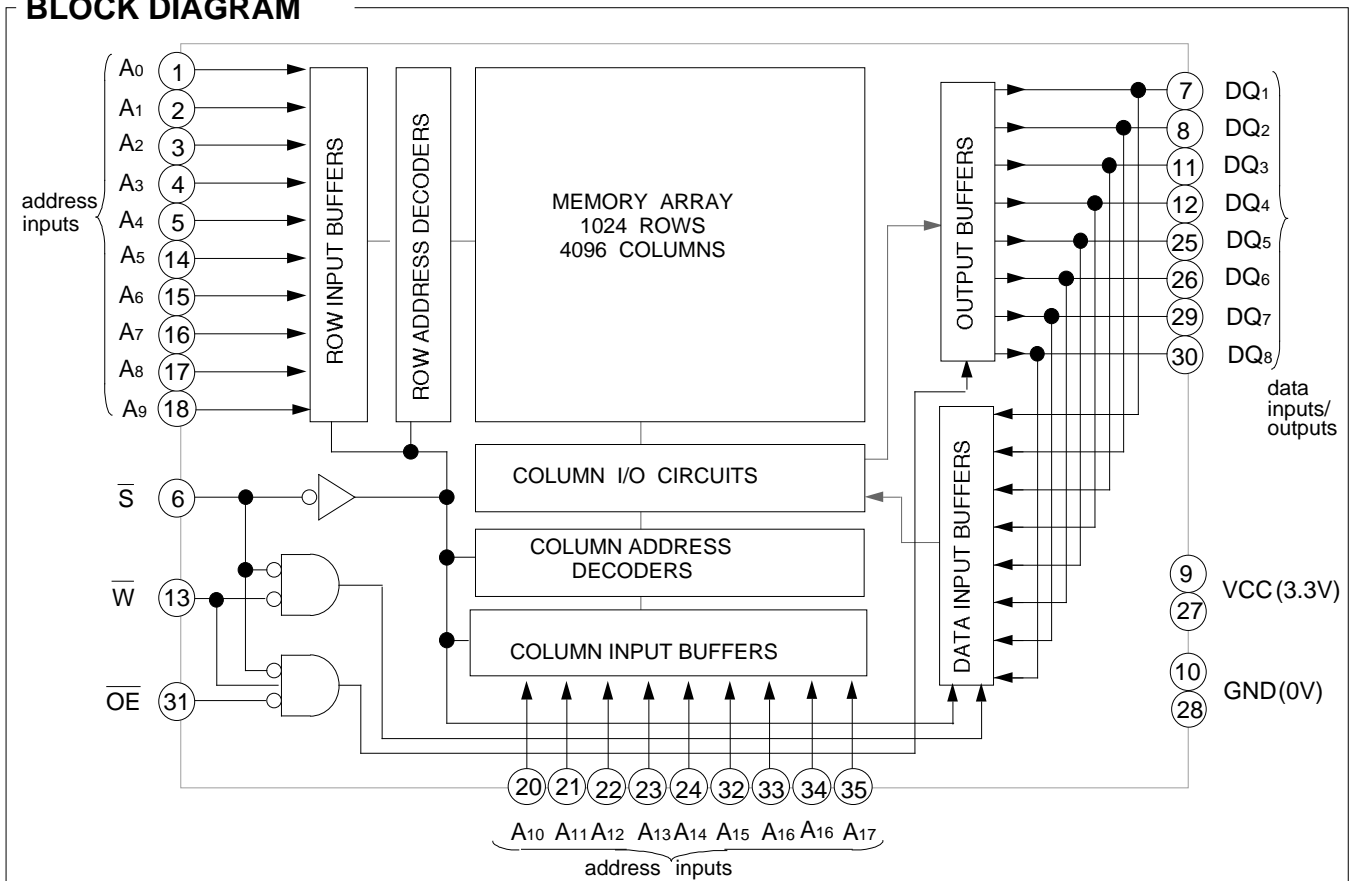 BLOCK DIAGRAM
address
inputs
A0 1
A1 2
A2 3
A3 4
A4 5
A5 14
A6 15
A7 16
A8 17
A9 18
S̅ 6
W̅ 13
O̅E̅ 31
ROW INPUT BUFFERS
ROW ADDRESS DECODERS
MEMORY ARRAY
1024 ROWS
4096 COLUMNS
COLUMN I/O CIRCUITS
COLUMN ADDRESS
DECODERS
COLUMN INPUT BUFFERS
OUTPUT BUFFERS
DATA INPUT BUFFERS
7 DQ1
8 DQ2
11 DQ3
12 DQ4
25 DQ5
26 DQ6
29 DQ7
30 DQ8
data
inputs/
outputs
9
VCC (3.3V)
27
10
GND (0V)
28
20 21 22 23 24 32 33 34 35
A10 A11 A12 A13 A14 A15 A16 A16 A17
address inputs